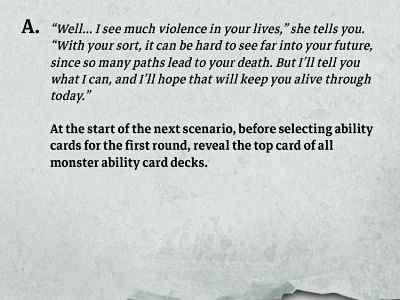 A. “Well... I see much violence in your lives,” she tells you.
“With your sort, it can be hard to see far into your future,
since so many paths lead to your death. But I’ll tell you
what I can, and I’ll hope that will keep you alive through
today.”
At the start of the next scenario, before selecting ability
cards for the first round, reveal the top card of all
monster ability card decks.